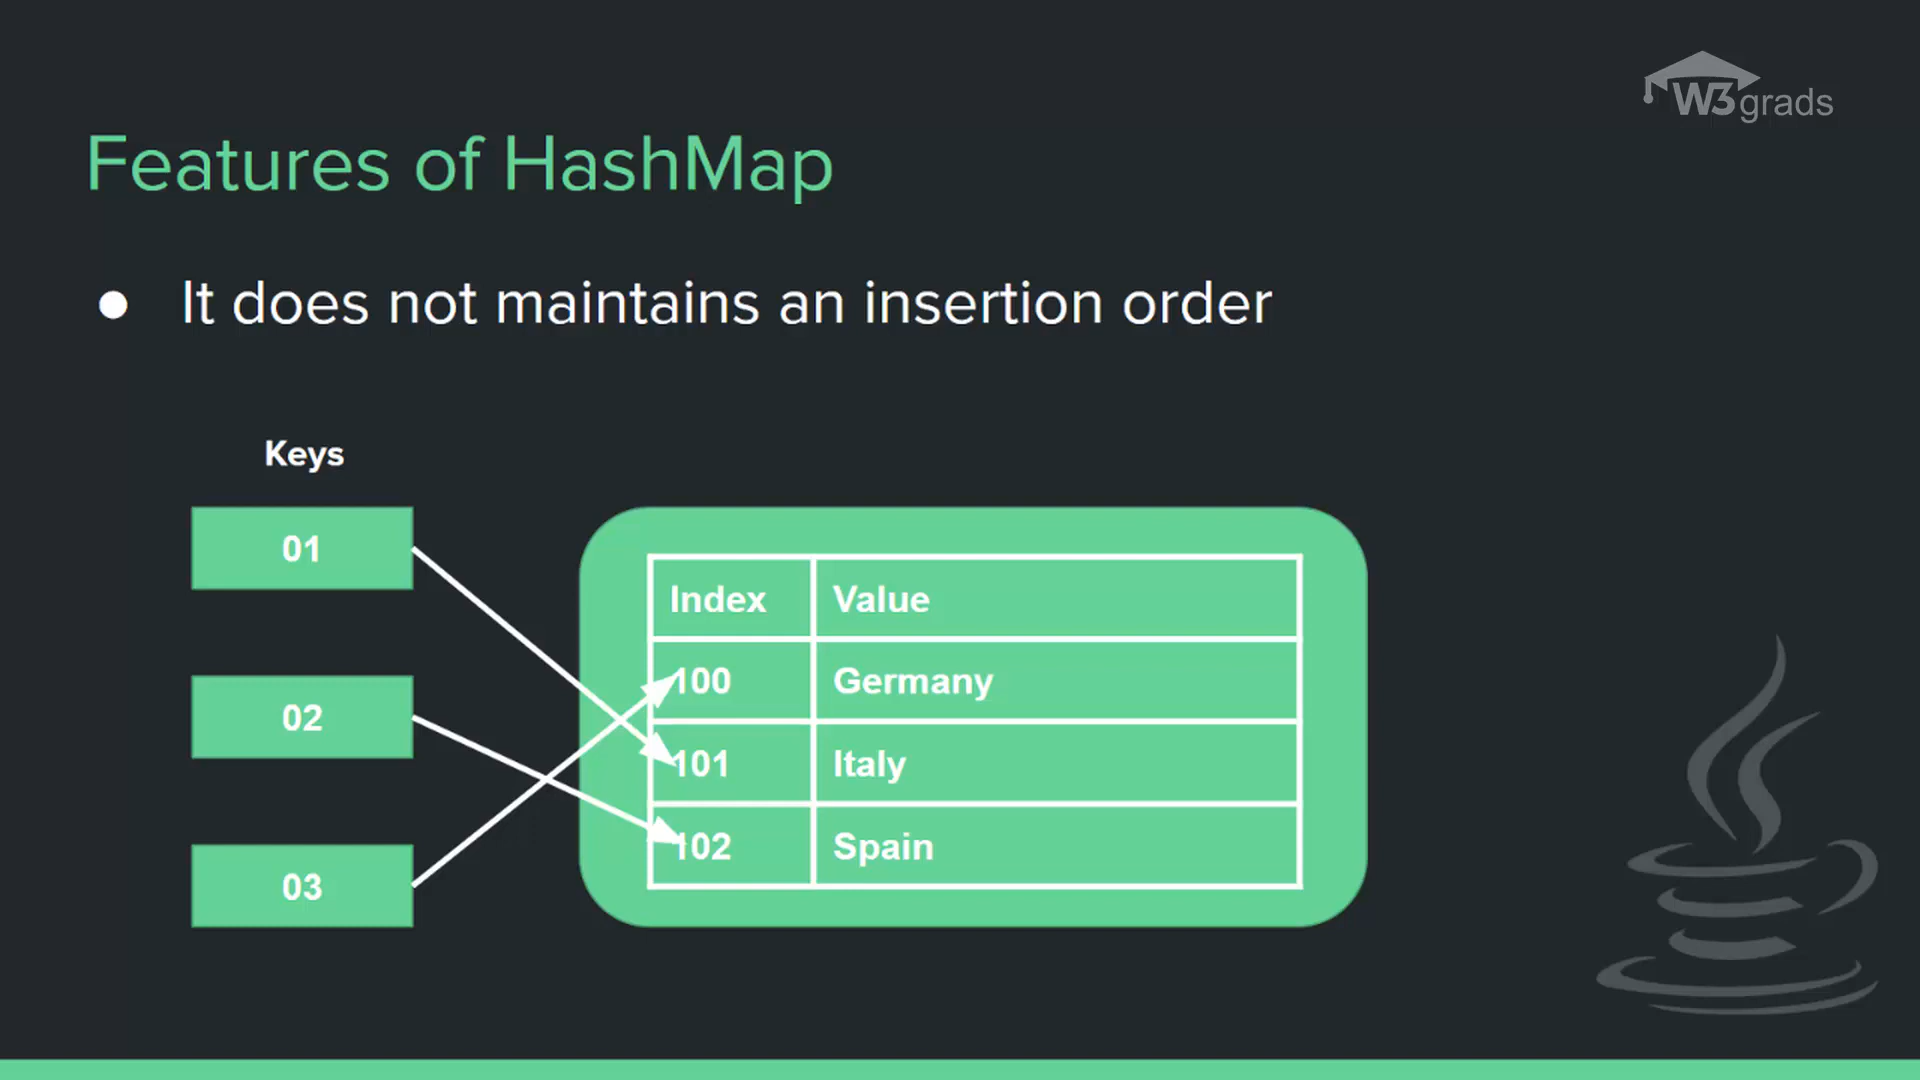 W3grads
Features of HashMap
● It does not maintains an insertion order
Keys
01
02
03
Index Value
100 Germany
101 Italy
102 Spain